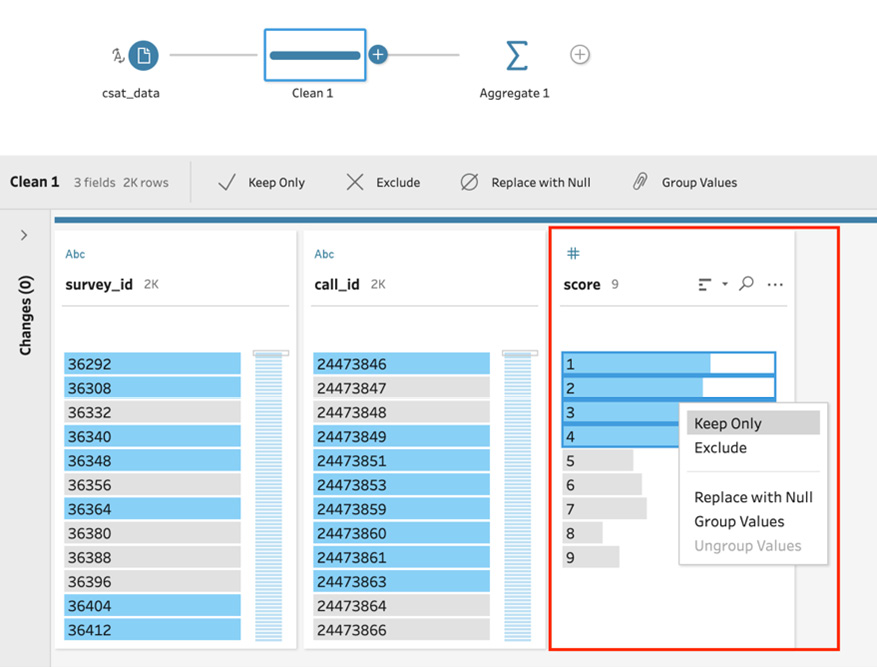 csat_data
Clean 1
Aggregate 1
Clean 1 3 fields 2K rows Keep Only Exclude Replace with Null Group Values
Changes (0)
Abc
survey_id 2K
36292
36308
36332
36340
36348
36356
36364
36380
36388
36396
36404
36412
Abc
call_id 2K
24473846
24473847
24473848
24473849
24473851
24473853
24473859
24473860
24473861
24473863
24473864
24473866
#
score 9
1
2
3
4
5
6
7
8
9
Keep Only
Exclude
Replace with Null
Group Values
Ungroup Values